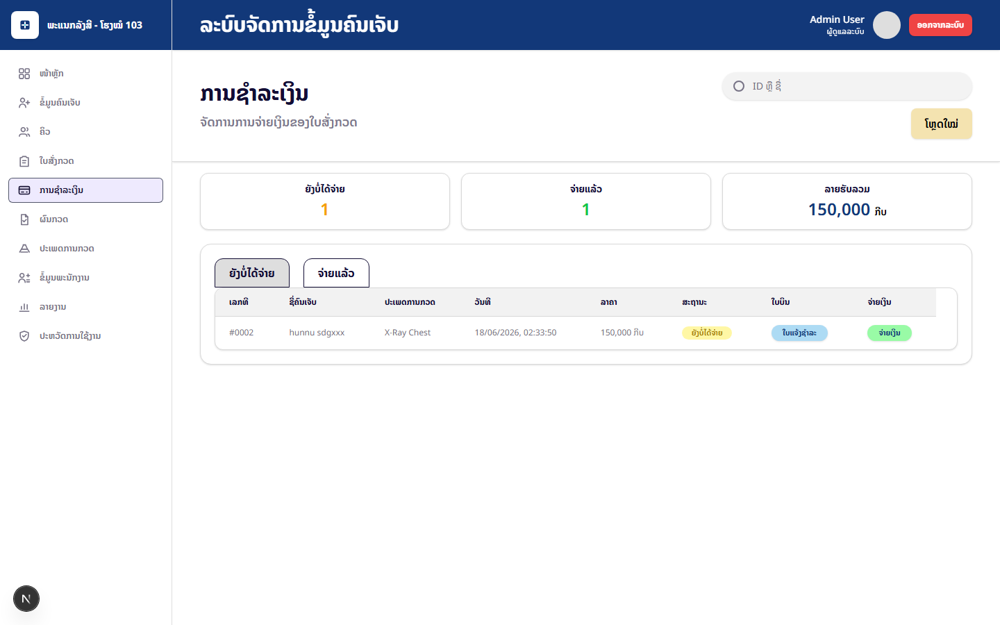 ພະແນກລັງສີ - ໂຮງໝໍ 103
ລະບົບຈັດການຂໍ້ມູນຄົນເຈັບ
Admin User
ຜູ້ດູແລລະບົບ
ອອກຈາກລະບົບ
ໜ້າຫຼັກ
ຂໍ້ມູນຄົນເຈັບ
ຄິວ
ໃບສັ່ງກວດ
ການຊຳລະເງິນ
ຜົນກວດ
ປະເພດການກວດ
ຂໍ້ມູນພະນັກງານ
ລາຍງານ
ປະຫວັດການໃຊ້ງານ
ການຊຳລະເງິນ
ຈັດການການຈ່າຍເງິນຂອງໃບສັ່ງກວດ
ID ຫຼື ຊື່
ໂຫຼດໃໝ່
ຍັງບໍ່ໄດ້ຈ່າຍ
1
ຈ່າຍແລ້ວ
1
ລາຍຮັບລວມ
150,000 ກີບ
ຍັງບໍ່ໄດ້ຈ່າຍ ຈ່າຍແລ້ວ
ເລກທີ ຊື່ຄົນເຈັບ ປະເພດການກວດ ວັນທີ ລາຄາ ສະຖານະ ໃບບິນ ຈ່າຍເງິນ
#0002 hunnu sdgxxx X-Ray Chest 18/06/2026, 02:33:50 150,000 ກີບ ຍັງບໍ່ໄດ້ຈ່າຍ ໃບແຈ້ງຊຳລະ ຈ່າຍເງິນ
N